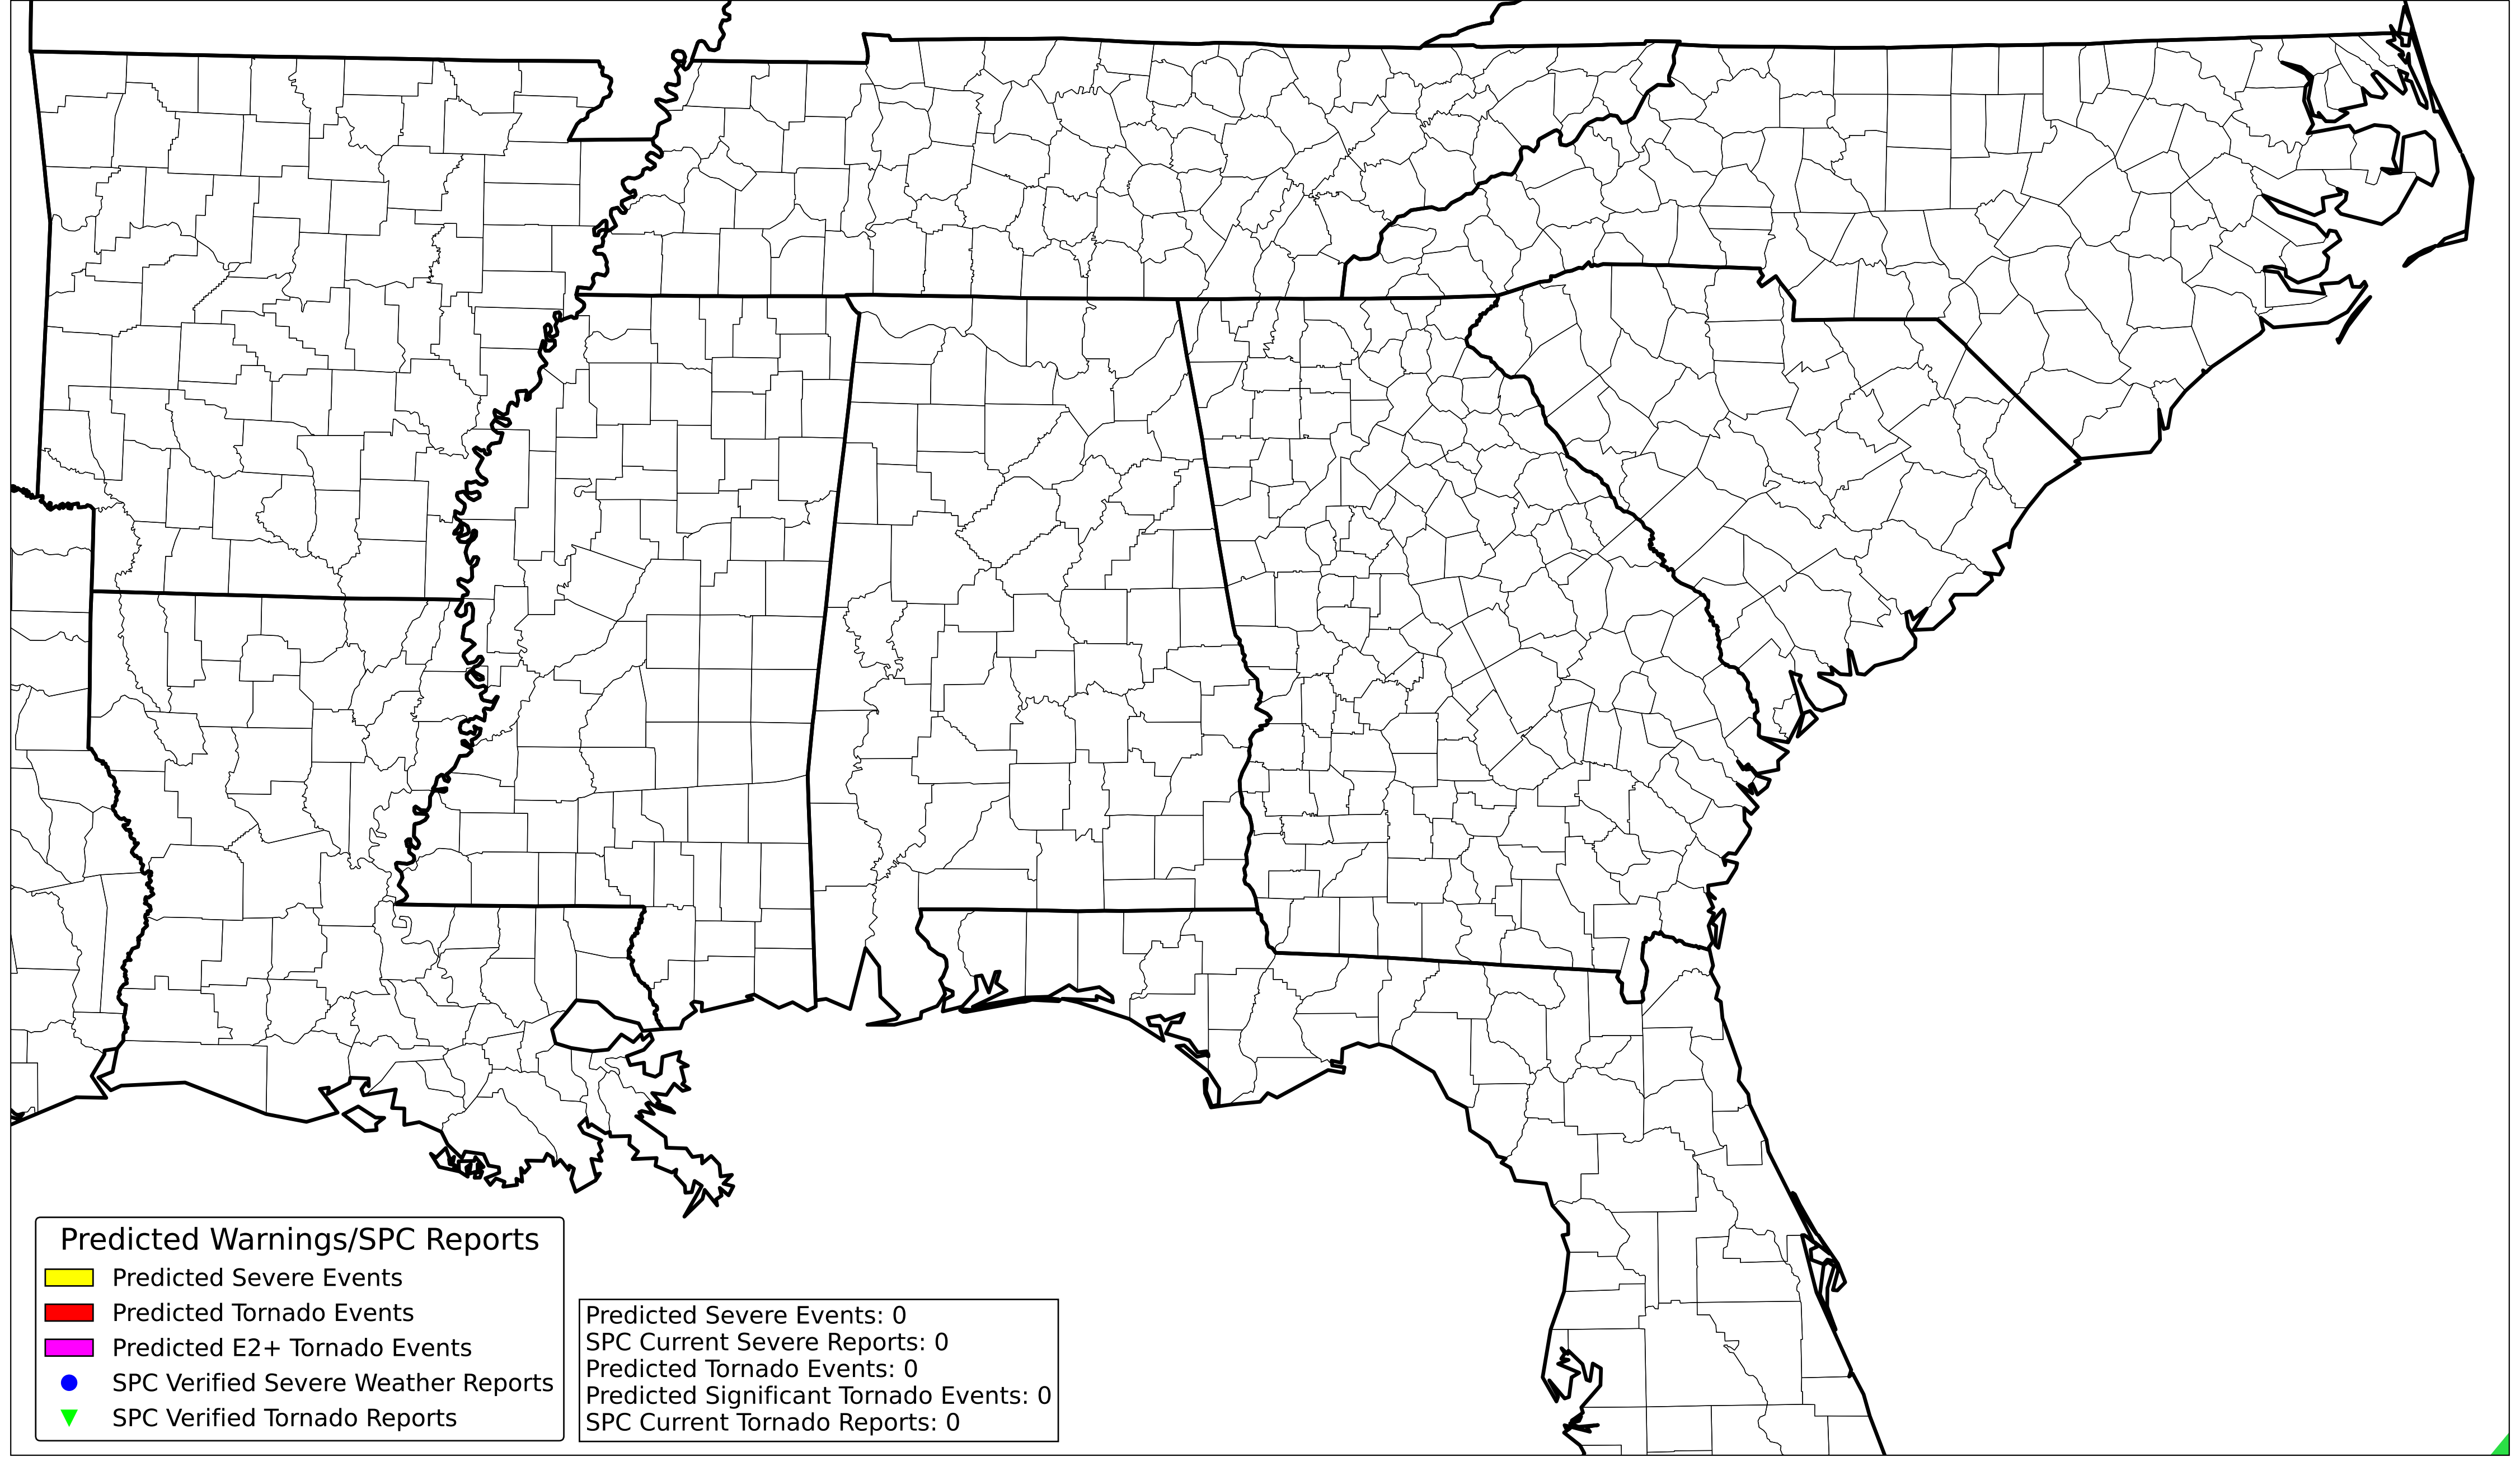 Predicted Warnings/SPC Reports
Predicted Severe Events
Predicted Tornado Events
Predicted E2+ Tornado Events
SPC Verified Severe Weather Reports
SPC Verified Tornado Reports
Predicted Severe Events: 0
SPC Current Severe Reports: 0
Predicted Tornado Events: 0
Predicted Significant Tornado Events: 0
SPC Current Tornado Reports: 0